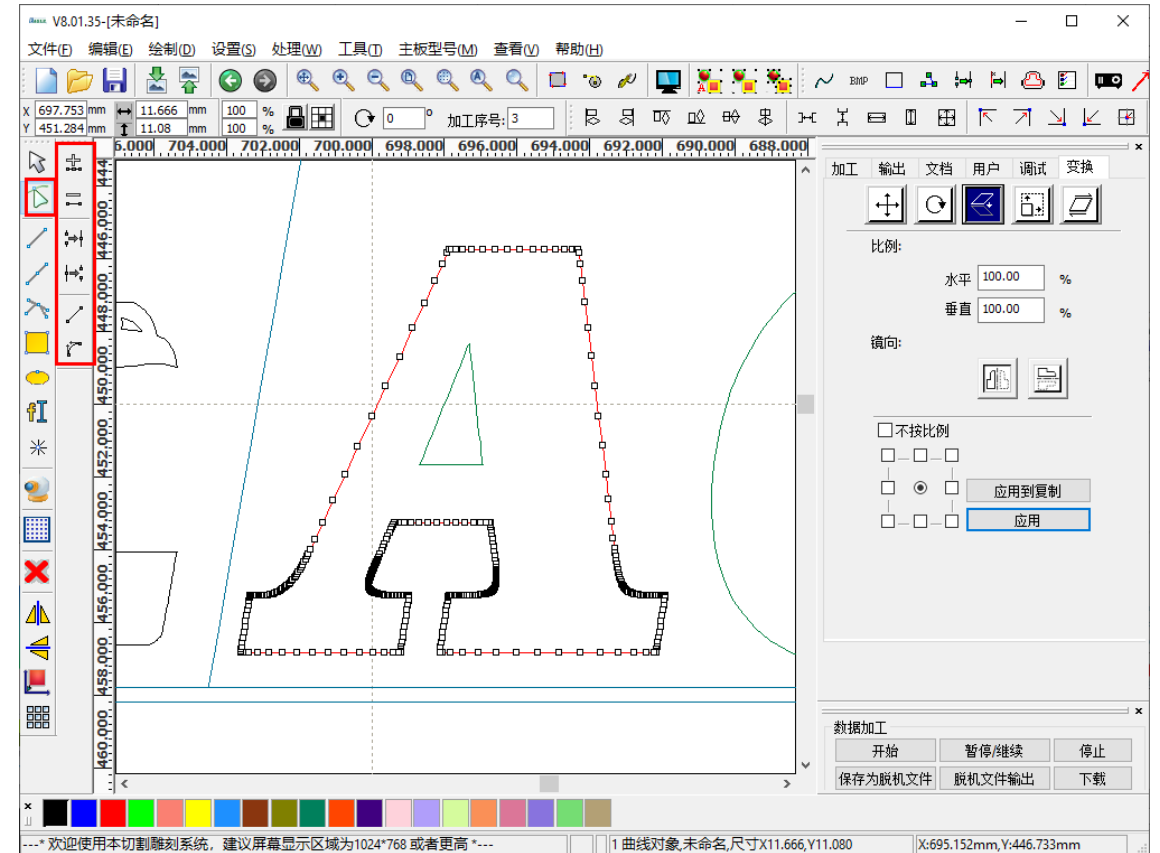 V8.01.35-[未命名]
文件(F) 编辑(E) 绘制(D) 设置(S) 处理(W) 工具(T) 主板型号(M) 查看(V) 帮助(H)
BMP
X 697.753 mm 11.666 mm 100 %
Y 451.284 mm 11.08 mm 100 % 0 ° 加工序号: 3
6.000 704.000 702.000 700.000 698.000 696.000 694.000 692.000 690.000 688.000
446.000
448.000
450.000
452.000
454.000
456.000
458.000
460.000
加工 输出 文档 用户 调试 变换
比例:
水平 100.00 %
垂直 100.00 %
镜向:
不按比例
应用到复制
应用
数据加工
开始 暂停/继续 停止
保存为脱机文件 脱机文件输出 下载
---* 欢迎使用本切割雕刻系统，建议屏幕显示区域为1024*768 或者更高 *---
1 曲线对象,未命名,尺寸X11.666,Y11.080
X:695.152mm,Y:446.733mm